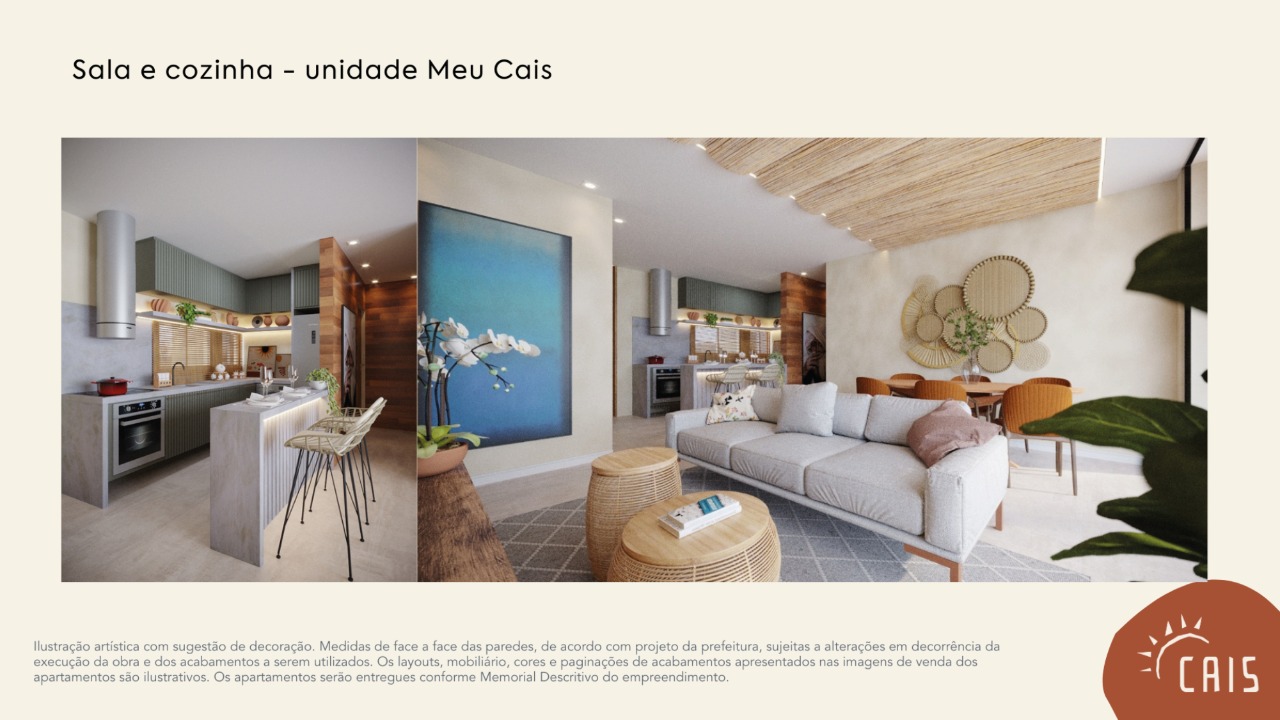 Sala e cozinha - unidade Meu Cais
Ilustração artística com sugestão de decoração. Medidas de face a face das paredes, de acordo com projeto da prefeitura, sujeitas a alterações em decorrência da
execução da obra e dos acabamentos a serem utilizados. Os layouts, mobiliário, cores e paginações de acabamentos apresentados nas imagens de venda dos
apartamentos são ilustrativos. Os apartamentos serão entregues conforme Memorial Descritivo do empreendimento.
CAIS